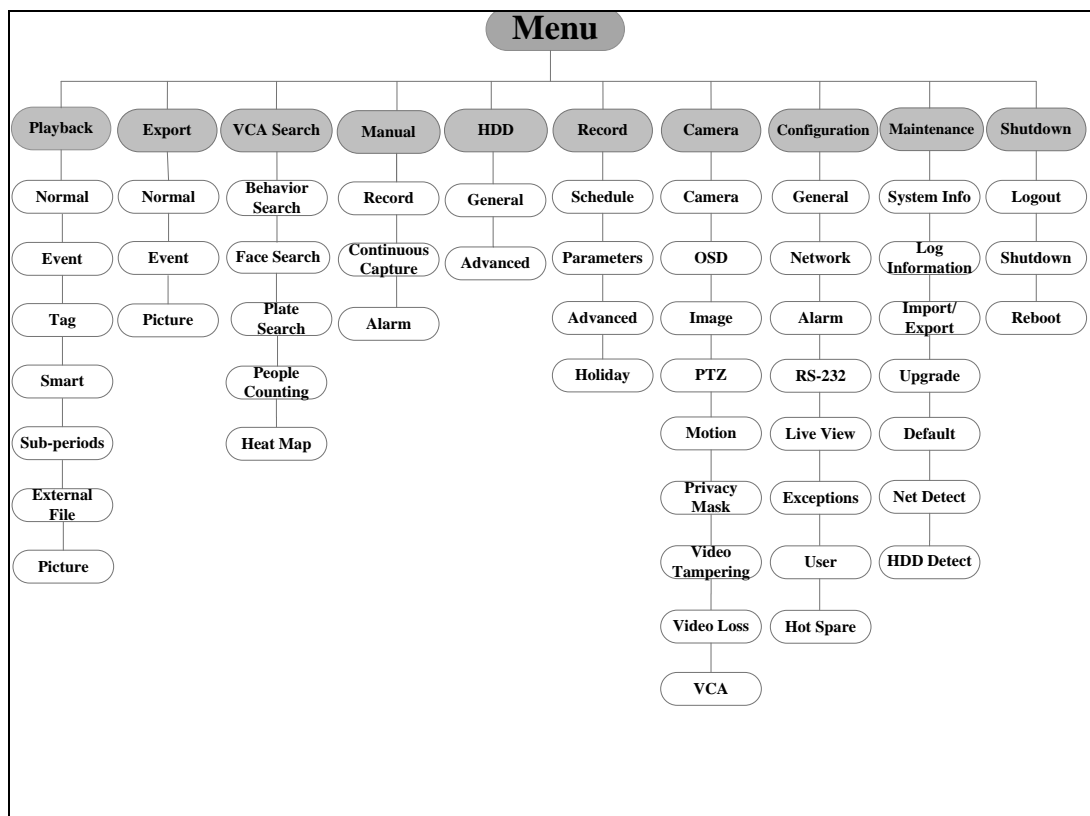 Menu
Playback
Export
VCA Search
Manual
HDD
Record
Camera
Configuration
Maintenance
Shutdown
Normal
Event
Tag
Smart
Sub-periods
External
File
Picture
Normal
Event
Picture
Behavior
Search
Face Search
Plate
Search
People
Counting
Heat Map
Record
Continuous
Capture
Alarm
General
Advanced
Schedule
Parameters
Advanced
Holiday
Camera
OSD
Image
PTZ
Motion
Privacy
Mask
Video
Tampering
Video Loss
VCA
General
Network
Alarm
RS-232
Live View
Exceptions
User
Hot Spare
System Info
Log
Information
Import/
Export
Upgrade
Default
Net Detect
HDD Detect
Logout
Shutdown
Reboot